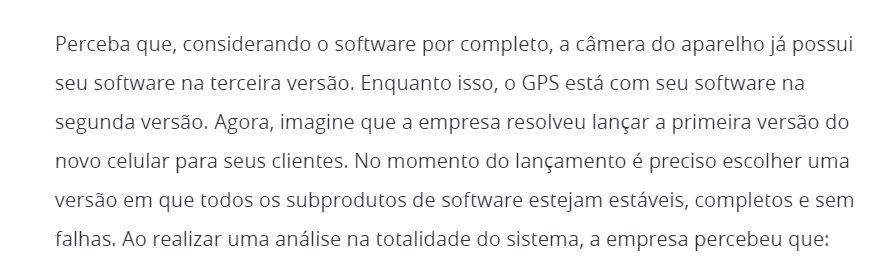 Perceba que, considerando o software por completo, a câmera do aparelho já possui
seu software na terceira versão. Enquanto isso, o GPS está com seu software na
segunda versão. Agora, imagine que a empresa resolveu lançar a primeira versão do
novo celular para seus clientes. No momento do lançamento é preciso escolher uma
versão em que todos os subprodutos de software estejam estáveis, completos e sem
falhas. Ao realizar uma análise na totalidade do sistema, a empresa percebeu que: